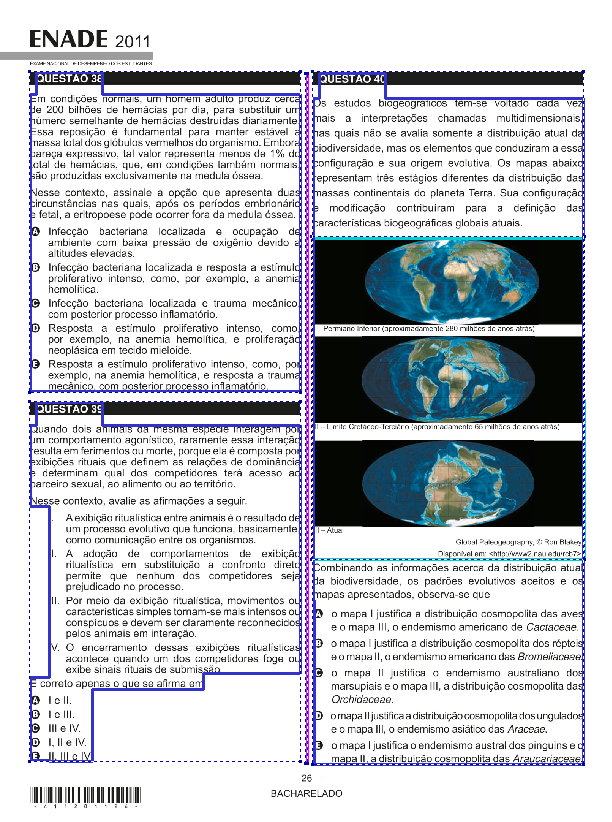 ENADE 2011
EXAME NACIONAL DE DESEMPENHO DOS ESTUDANTES
QUESTÃO 38
Em condições normais, um homem adulto produz cerca
de 200 bilhões de hemácias por dia, para substituir um
número semelhante de hemácias destruídas diariamente.
Essa reposição é fundamental para manter estável a
massa total dos glóbulos vermelhos do organismo. Embora
pareça expressivo, tal valor representa menos de 1% do
total de hemácias, que, em condições também normais,
são produzidas exclusivamente na medula óssea.
Nesse contexto, assinale a opção que apresenta duas
circunstâncias nas quais, após os períodos embrionário
e fetal, a eritropoese pode ocorrer fora da medula óssea.
A Infecção bacteriana localizada e ocupação de
ambiente com baixa pressão de oxigênio devido a
altitudes elevadas.
B Infecção bacteriana localizada e resposta a estímulo
proliferativo intenso, como, por exemplo, a anemia
hemolítica.
C Infecção bacteriana localizada e trauma mecânico,
com posterior processo inflamatório.
D Resposta a estímulo proliferativo intenso, como,
por exemplo, na anemia hemolítica, e proliferação
neoplásica em tecido mieloide.
E Resposta a estímulo proliferativo intenso, como, por
exemplo, na anemia hemolítica, e resposta a trauma
mecânico, com posterior processo inflamatório.
QUESTÃO 39
Quando dois animais da mesma espécie interagem por
um comportamento agonístico, raramente essa interação
resulta em ferimentos ou morte, porque ela é composta por
exibições rituais que definem as relações de dominância
e determinam qual dos competidores terá acesso ao
parceiro sexual, ao alimento ou ao território.
Nesse contexto, avalie as afirmações a seguir.
I. A exibição ritualística entre animais é o resultado de
um processo evolutivo que funciona, basicamente,
como comunicação entre os organismos.
II. A adoção de comportamentos de exibição
ritualística em substituição a confronto direto
permite que nenhum dos competidores seja
prejudicado no processo.
III. Por meio da exibição ritualística, movimentos ou
características simples tornam-se mais intensos ou
conspícuos e devem ser claramente reconhecidos
pelos animais em interação.
IV. O encerramento dessas exibições ritualísticas
acontece quando um dos competidores foge ou
exibe sinais rituais de submissão.
É correto apenas o que se afirma em
A I e II.
B I e III.
C III e IV.
D I, II e IV.
E II, III e IV.
QUESTÃO 40
Os estudos biogeográficos têm-se voltado cada vez
mais a interpretações chamadas multidimensionais,
nas quais não se avalia somente a distribuição atual da
biodiversidade, mas os elementos que conduziram a essa
configuração e sua origem evolutiva. Os mapas abaixo
representam três estágios diferentes da distribuição das
massas continentais do planeta Terra. Sua configuração
e modificação contribuíram para a definição das
características biogeográficas globais atuais.
I – Permiano Inferior (aproximadamente 280 milhões de anos atrás)
II – Limite Cretáceo-Terciário (aproximadamente 65 milhões de anos atrás)
III – Atual
Global Paleogeography, © Ron Blakey
Disponível em: <http://www2.nau.edu/rcb7>
Combinando as informações acerca da distribuição atual
da biodiversidade, os padrões evolutivos aceitos e os
mapas apresentados, observa-se que
A o mapa I justifica a distribuição cosmopolita das aves
e o mapa III, o endemismo americano de Cactaceae.
B o mapa I justifica a distribuição cosmopolita dos répteis
e o mapa II, o endemismo americano das Bromeliaceae.
C o mapa II justifica o endemismo australiano dos
marsupiais e o mapa III, a distribuição cosmopolita das
Orchidaceae.
D o mapa II justifica a distribuição cosmopolita dos ungulados
e o mapa III, o endemismo asiático das Araceae.
E o mapa I justifica o endemismo austral dos pinguins e o
mapa II, a distribuição cosmopolita das Araucariaceae.
26
BACHARELADO